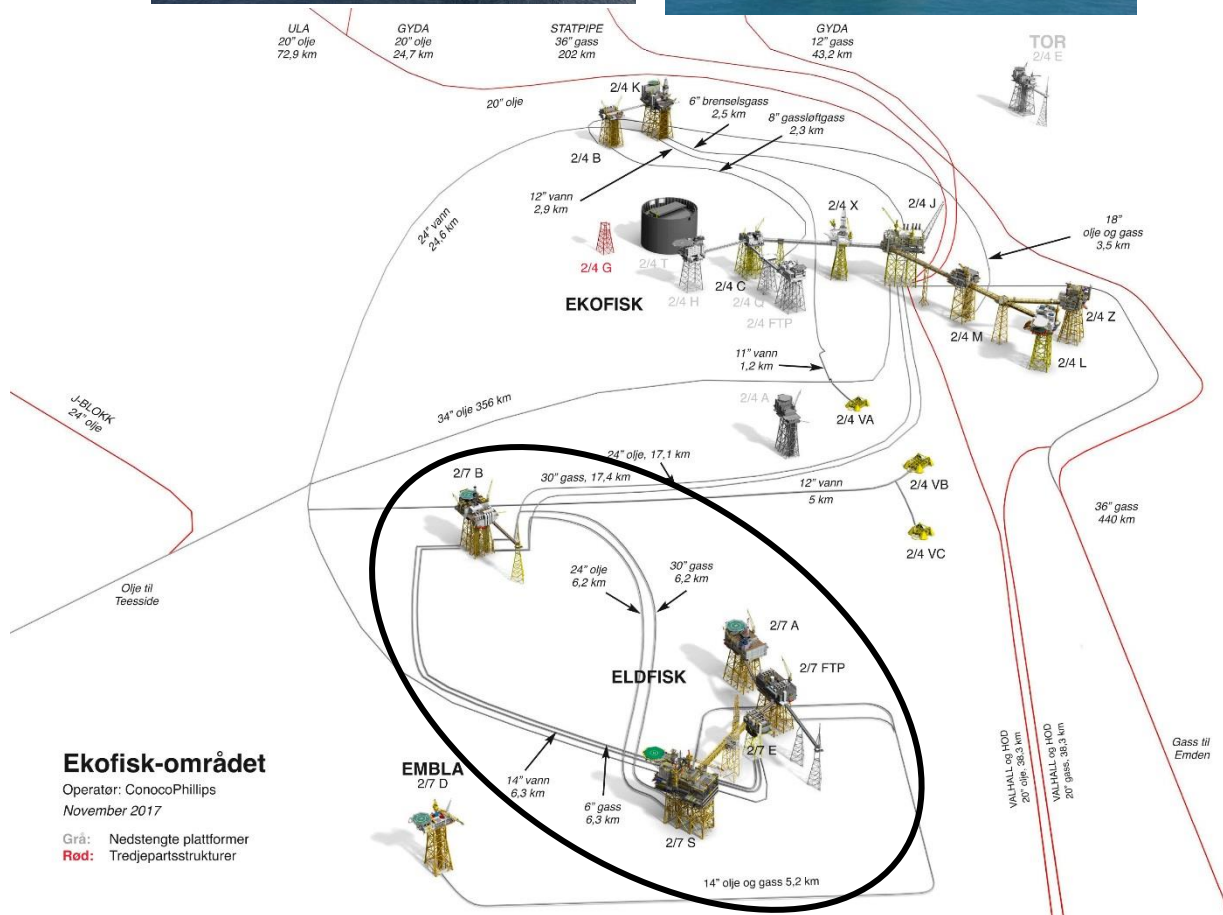 ULA
20" olje
72,9 km
GYDA
20" olje
24,7 km
STATPIPE
36" gass
202 km
GYDA
12" gass
43,2 km
TOR
2/4 E
20" olje
2/4 K
6" brenselsgass
2,5 km
8" gassløftgass
2,3 km
2/4 B
12" vann
2,9 km
24" vann
24,6 km
2/4 X
2/4 J
18"
olje og gass
3,5 km
2/4 G
2/4 T
2/4 H
2/4 C
2/4 Q
2/4 FTP
EKOFISK
2/4 M
2/4 Z
2/4 L
11" vann
1,2 km
2/4 VA
2/4 A
J-BLOKK
24" olje
34" olje 356 km
24" olje, 17,1 km
30" gass, 17,4 km
2/7 B
12" vann
5 km
2/4 VB
2/4 VC
36" gass
440 km
Olje til
Teesside
24" olje
6,2 km
30" gass
6,2 km
2/7 A
2/7 FTP
ELDFISK
2/7 E
VALHALL og HOD
20" olje, 38,3 km
VALHALL og HOD
20" gass, 38,3 km
Gass til
Emden
Ekofisk-området
Operatør: ConocoPhillips
November 2017
Grå: Nedstengte plattformer
Rød: Tredjepartsstrukturer
EMBLA
2/7 D
14" vann
6,3 km
6" gass
6,3 km
2/7 S
14" olje og gass 5,2 km